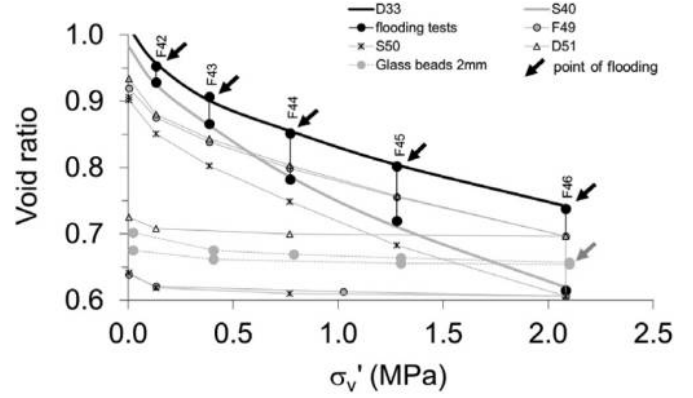 D33 S40
flooding tests F49
S50 D51
Glass beads 2mm point of flooding
1.0
0.9
0.8
0.7
0.6
Void ratio
F42
F43
F44
F45
F46
0.0 0.5 1.0 1.5 2.0 2.5
σv' (MPa)